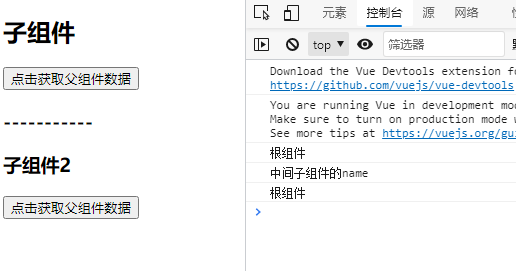 子组件
点击获取父组件数据
-----------
子组件2
点击获取父组件数据
元素
控制台
源
网络
top
筛选器
Download the Vue Devtools extension fo
https://github.com/vuejs/vue-devtools
You are running Vue in development mod
Make sure to turn on production mode w
See more tips at https://vuejs.org/gui
根组件
中间子组件的name
根组件